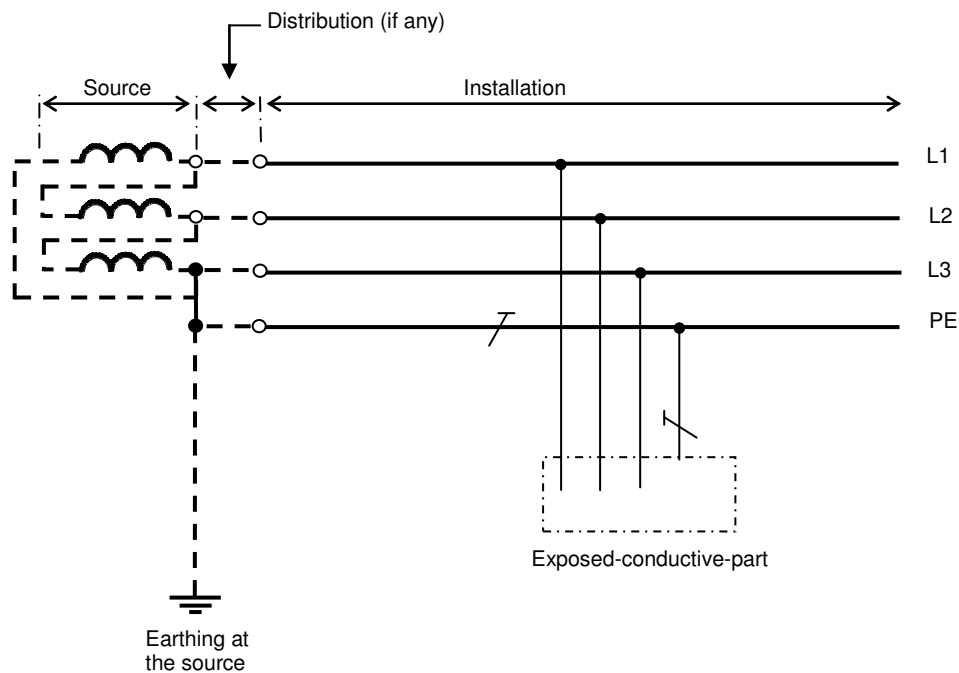 Distribution (if any)
Source
Installation
L1
L2
L3
PE
Exposed-conductive-part
Earthing at
the source